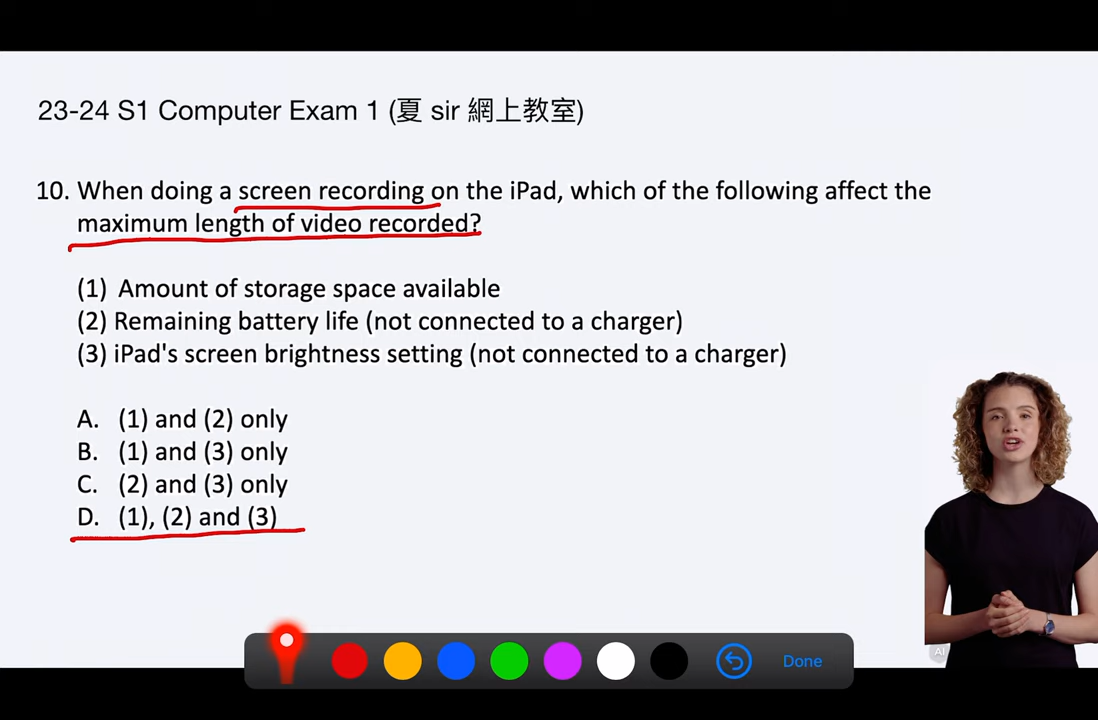 23-24 S1 Computer Exam 1 (夏 sir 網上教室)
10. When doing a screen recording on the iPad, which of the following affect the
maximum length of video recorded?
(1) Amount of storage space available
(2) Remaining battery life (not connected to a charger)
(3) iPad's screen brightness setting (not connected to a charger)
A. (1) and (2) only
B. (1) and (3) only
C. (2) and (3) only
D. (1), (2) and (3)
AI
Done